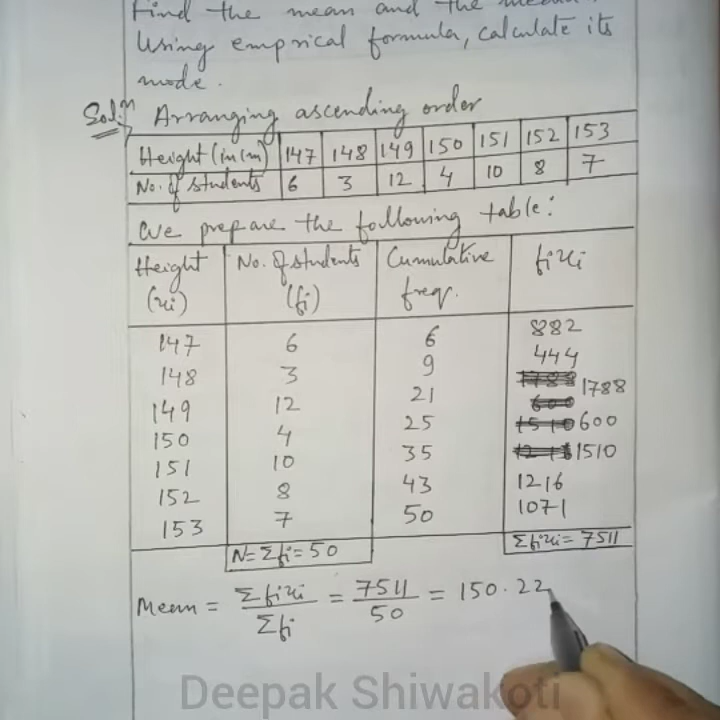 Find the mean and the median.
Using emprical formula, calculate its
mode.
Sol:n Arranging ascending order
Height (in cm) 147 148 149 150 151 152 153
No. of students 6 3 12 4 10 8 7
We prepare the following table:
Height (xi) No. of students (fi) Cumulative freq. fixi
147 6 6 882
148 3 9 444
149 12 21 1788
150 4 25 600
151 10 35 1510
152 8 43 1216
153 7 50 1071
N = Σfi = 50 Σfixi = 7511
Mean = Σfixi / Σfi = 7511 / 50 = 150.22
Deepak Shiwakoti